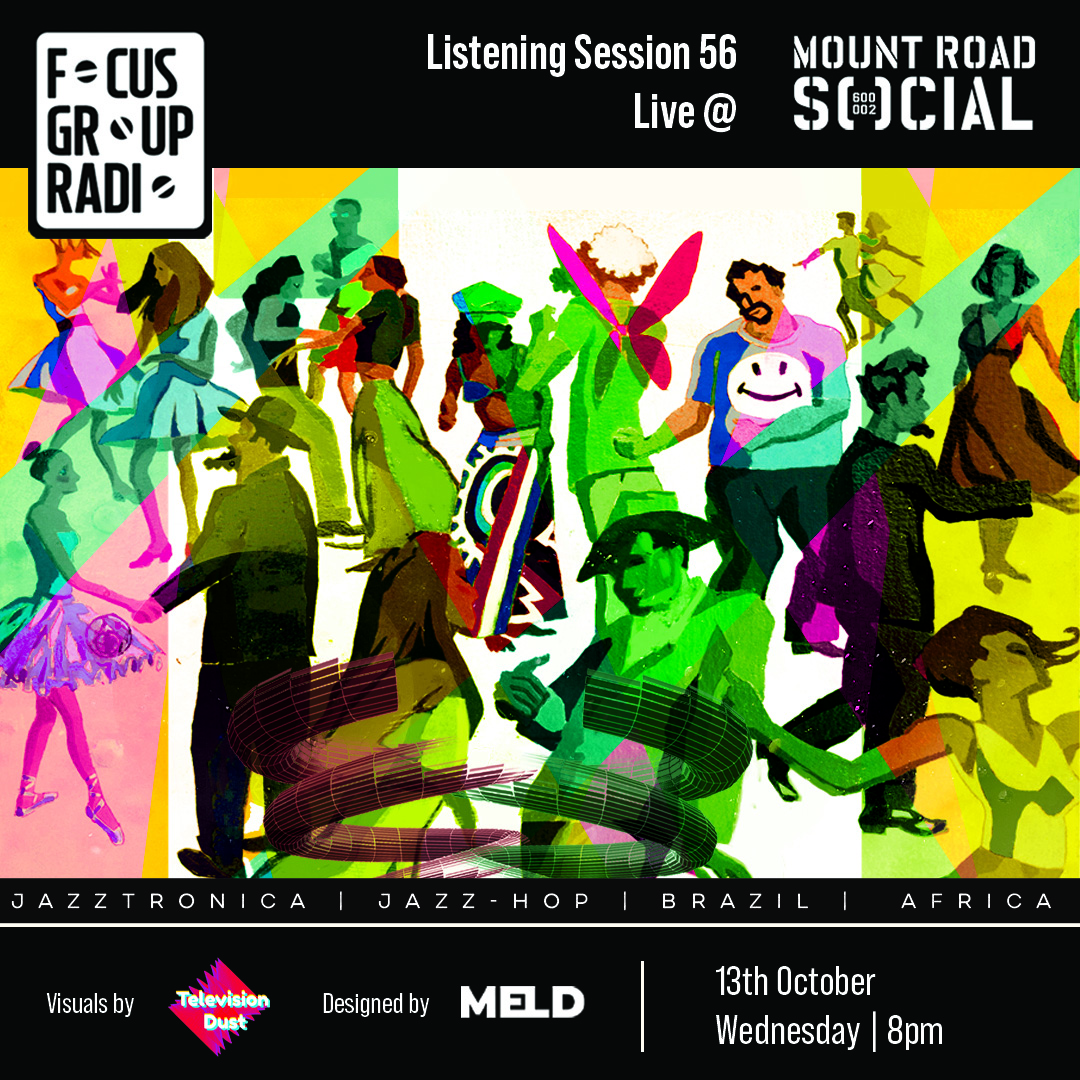 FOCUS
GROUP
RADIO
Listening Session 56
Live @
MOUNT ROAD
SOCIAL
600
002
JAZZTRONICA | JAZZ-HOP | BRAZIL | AFRICA
Visuals by
Television
Dust
Designed by
MELD
13th October
Wednesday | 8pm